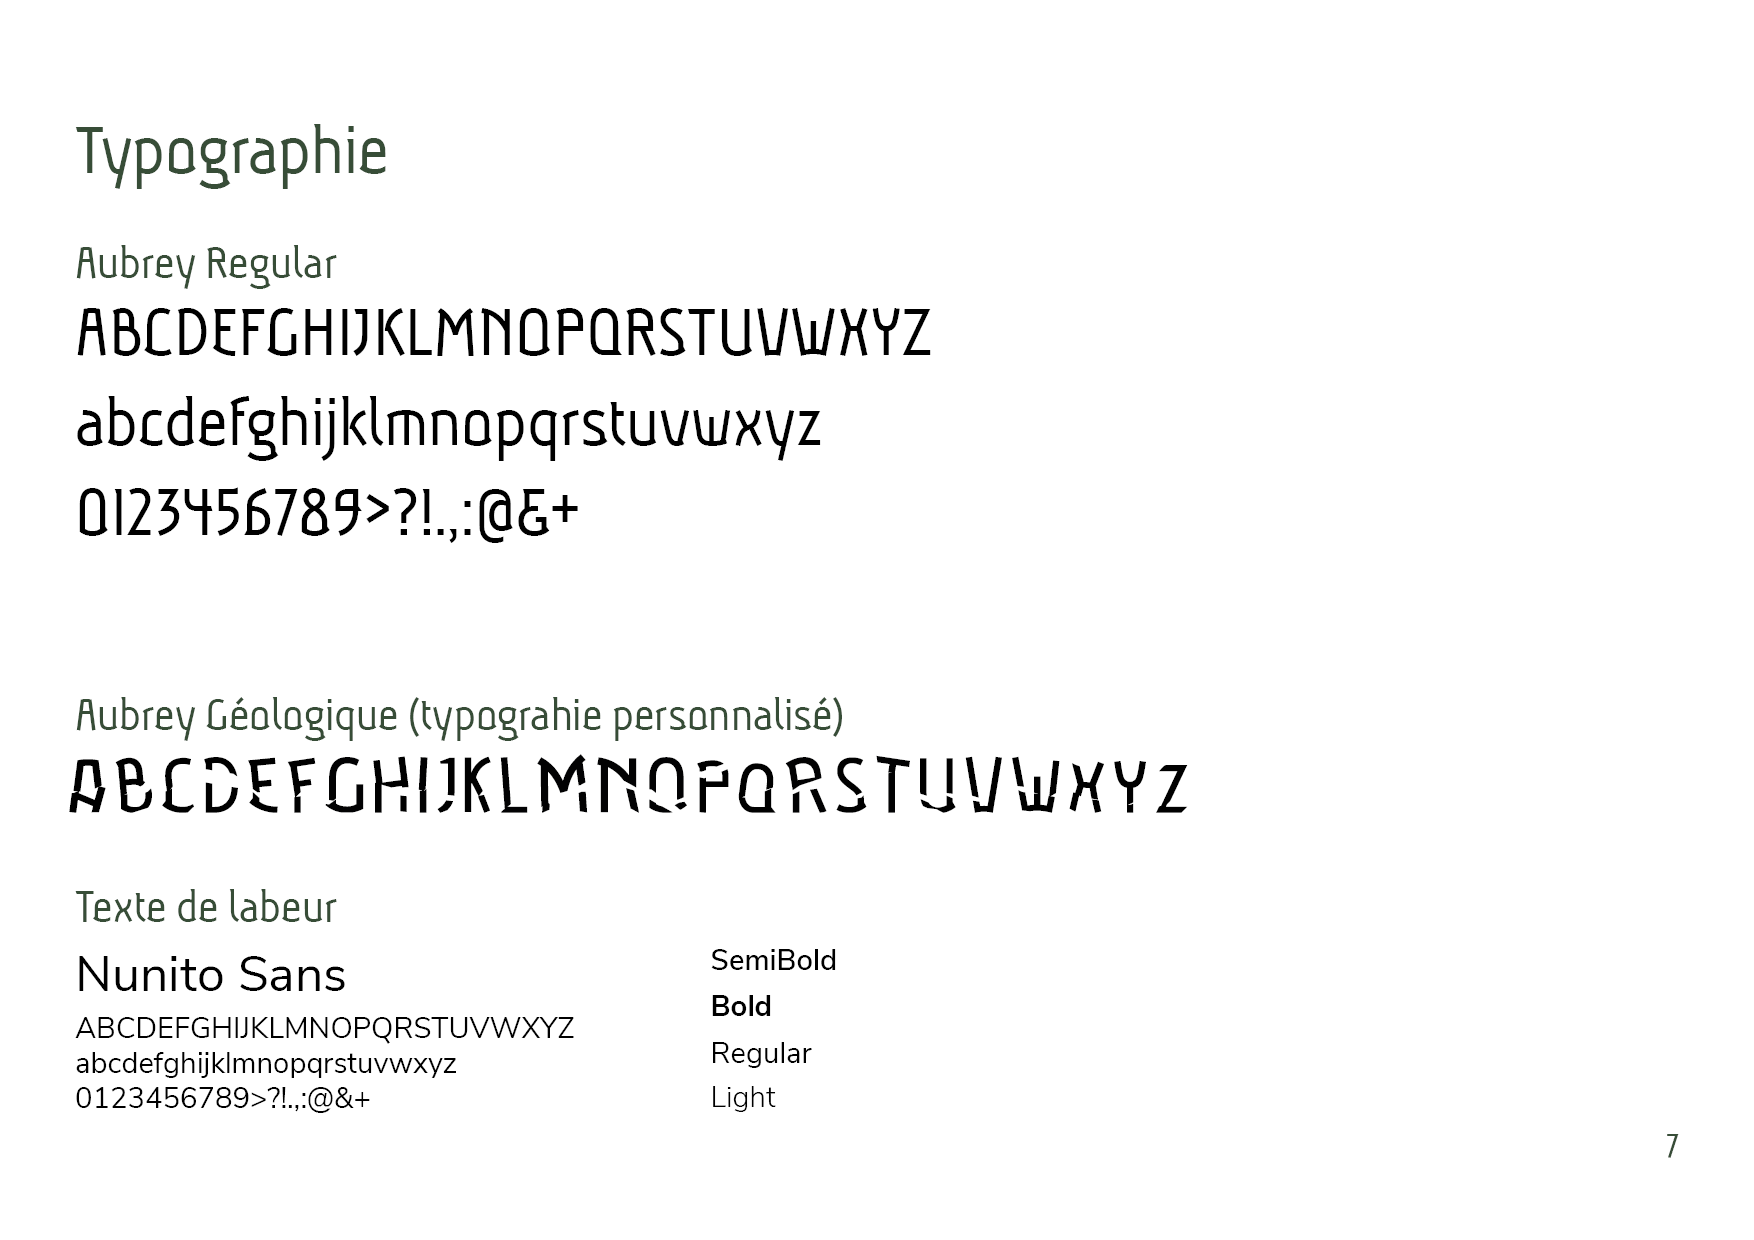 Typographie
Aubrey Regular
ABCDEFGHIJKLMNOPQRSTUVWXYZ
abcdefghijklmnopqrstuvwxyz
0123456789>?!.,:@&+
Aubrey Géologique (typograhie personnalisé)
ABCDEFGHIJKLMNOPQRSTUVWXYZ
Texte de labeur
Nunito Sans
ABCDEFGHIJKLMNOPQRSTUVWXYZ
abcdefghijklmnopqrstuvwxyz
0123456789>?!.,:@&+
SemiBold
Bold
Regular
Light
7